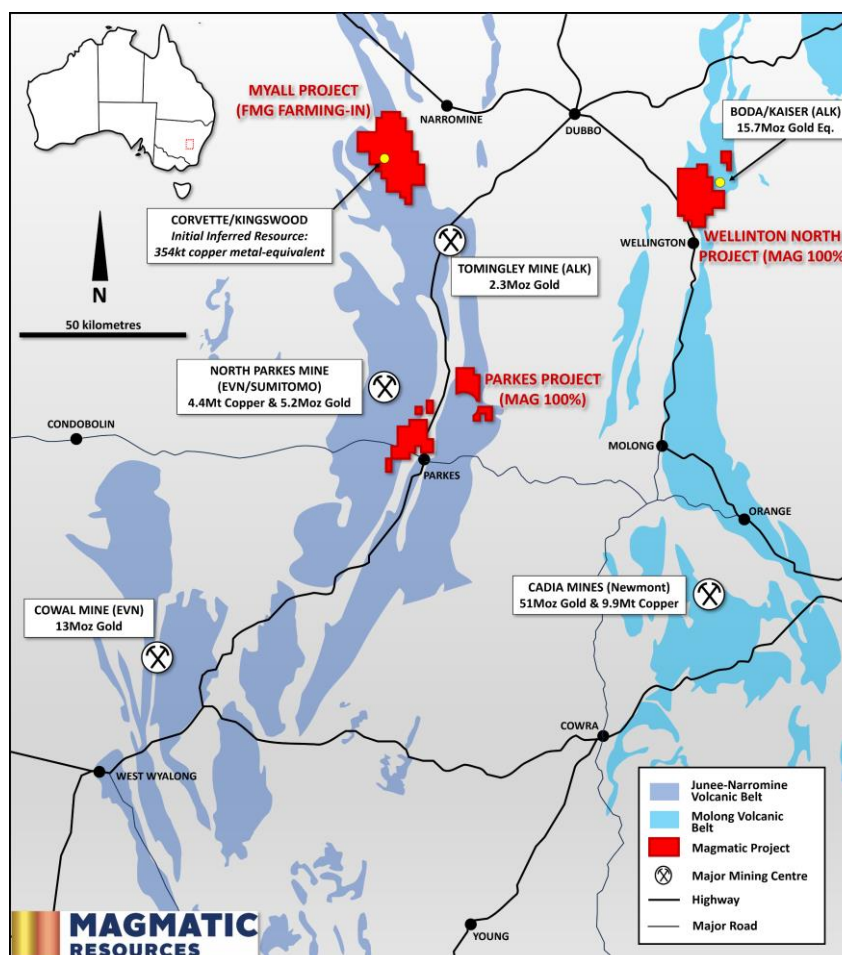 MYALL PROJECT
(FMG FARMING-IN)
NARROMINE
DUBBO
BODA/KAISER (ALK)
15.7Moz Gold Eq.
CORVETTE/KINGSWOOD
Initial Inferred Resource:
354kt copper metal-equivalent
WELLINGTON
WELLINTON NORTH
PROJECT (MAG 100%
N
50 kilometres
TOMINGLEY MINE (ALK)
2.3Moz Gold
NORTH PARKES MINE
(EVN/SUMITOMO)
4.4Mt Copper & 5.2Moz Gold
PARKES PROJECT
(MAG 100%)
CONDOBOLIN
PARKES
MOLONG
ORANGE
CADIA MINES (Newmont)
51Moz Gold & 9.9Mt Copper
COWAL MINE (EVN)
13Moz Gold
COWRA
WEST WYALONG
YOUNG
Junee-Narromine
Volcanic Belt
Molong Volcanic
Belt
Magmatic Project
Major Mining Centre
Highway
Major Road
MAGMATIC
RESOURCES